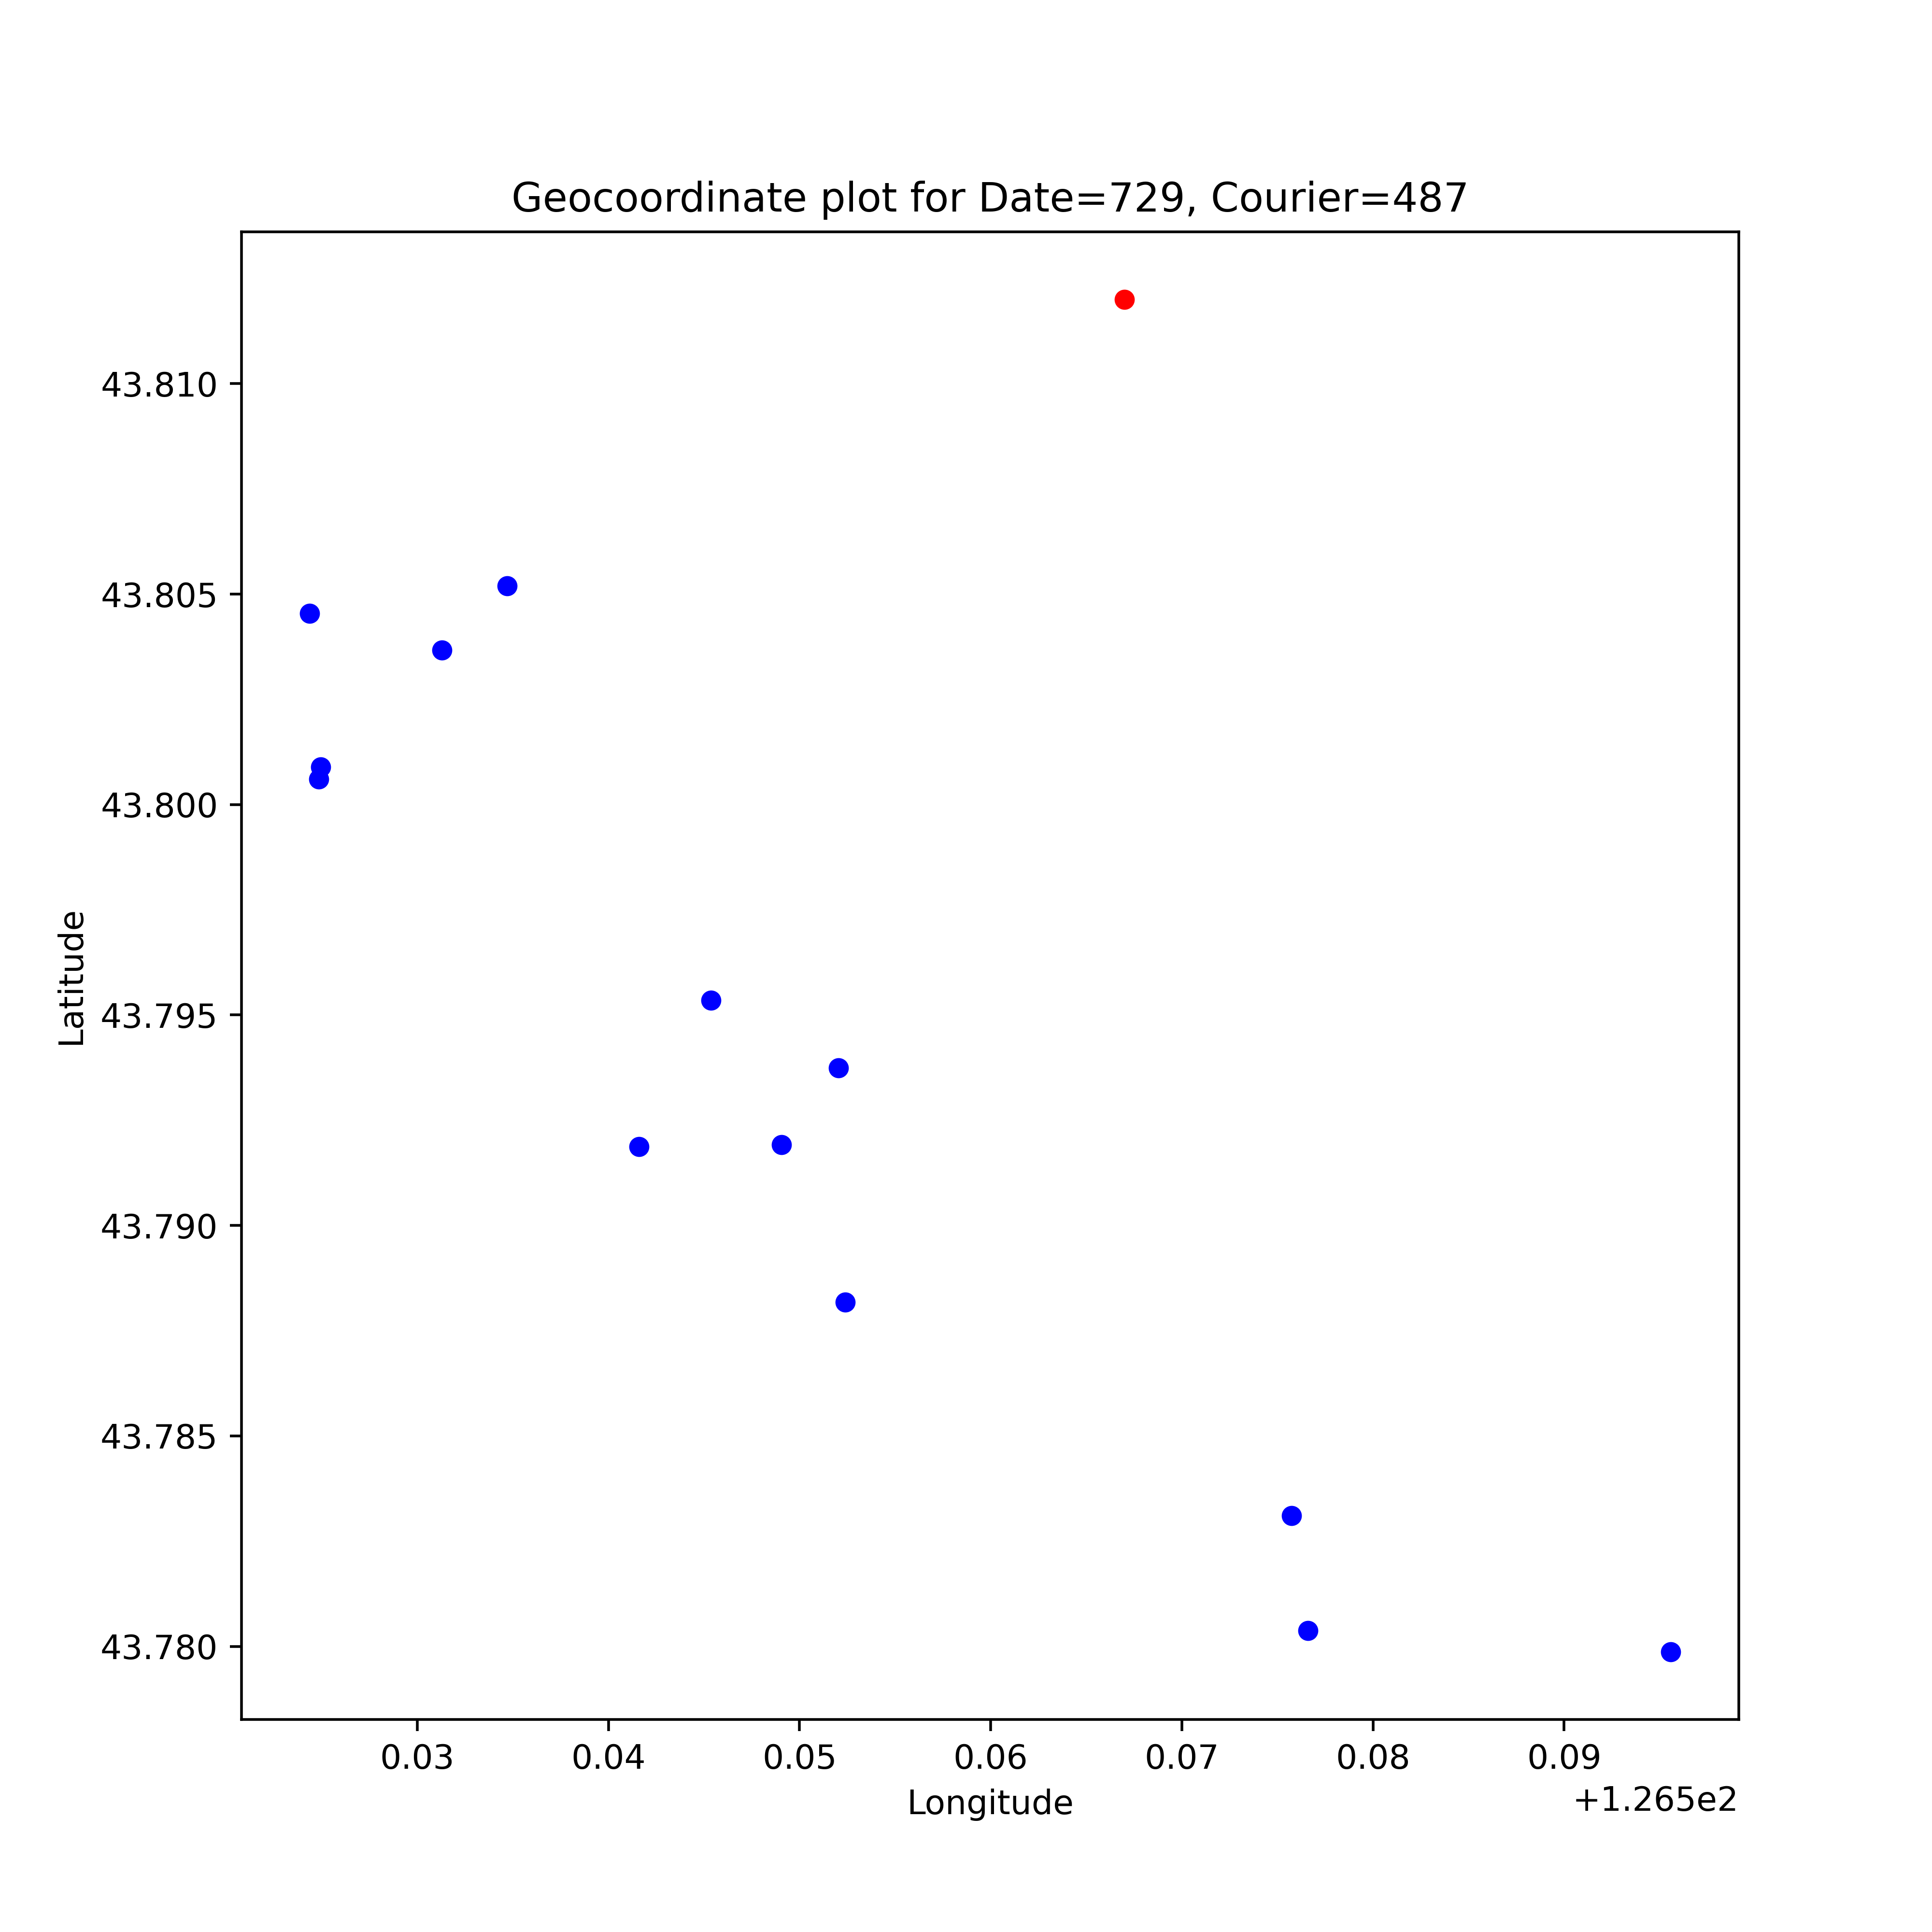 Geocoordinate plot for Date=729, Courier=487
43.810
43.805
43.800
43.795
43.790
43.785
43.780
Latitude
0.03 0.04 0.05 0.06 0.07 0.08 0.09
+1.265e2
Longitude